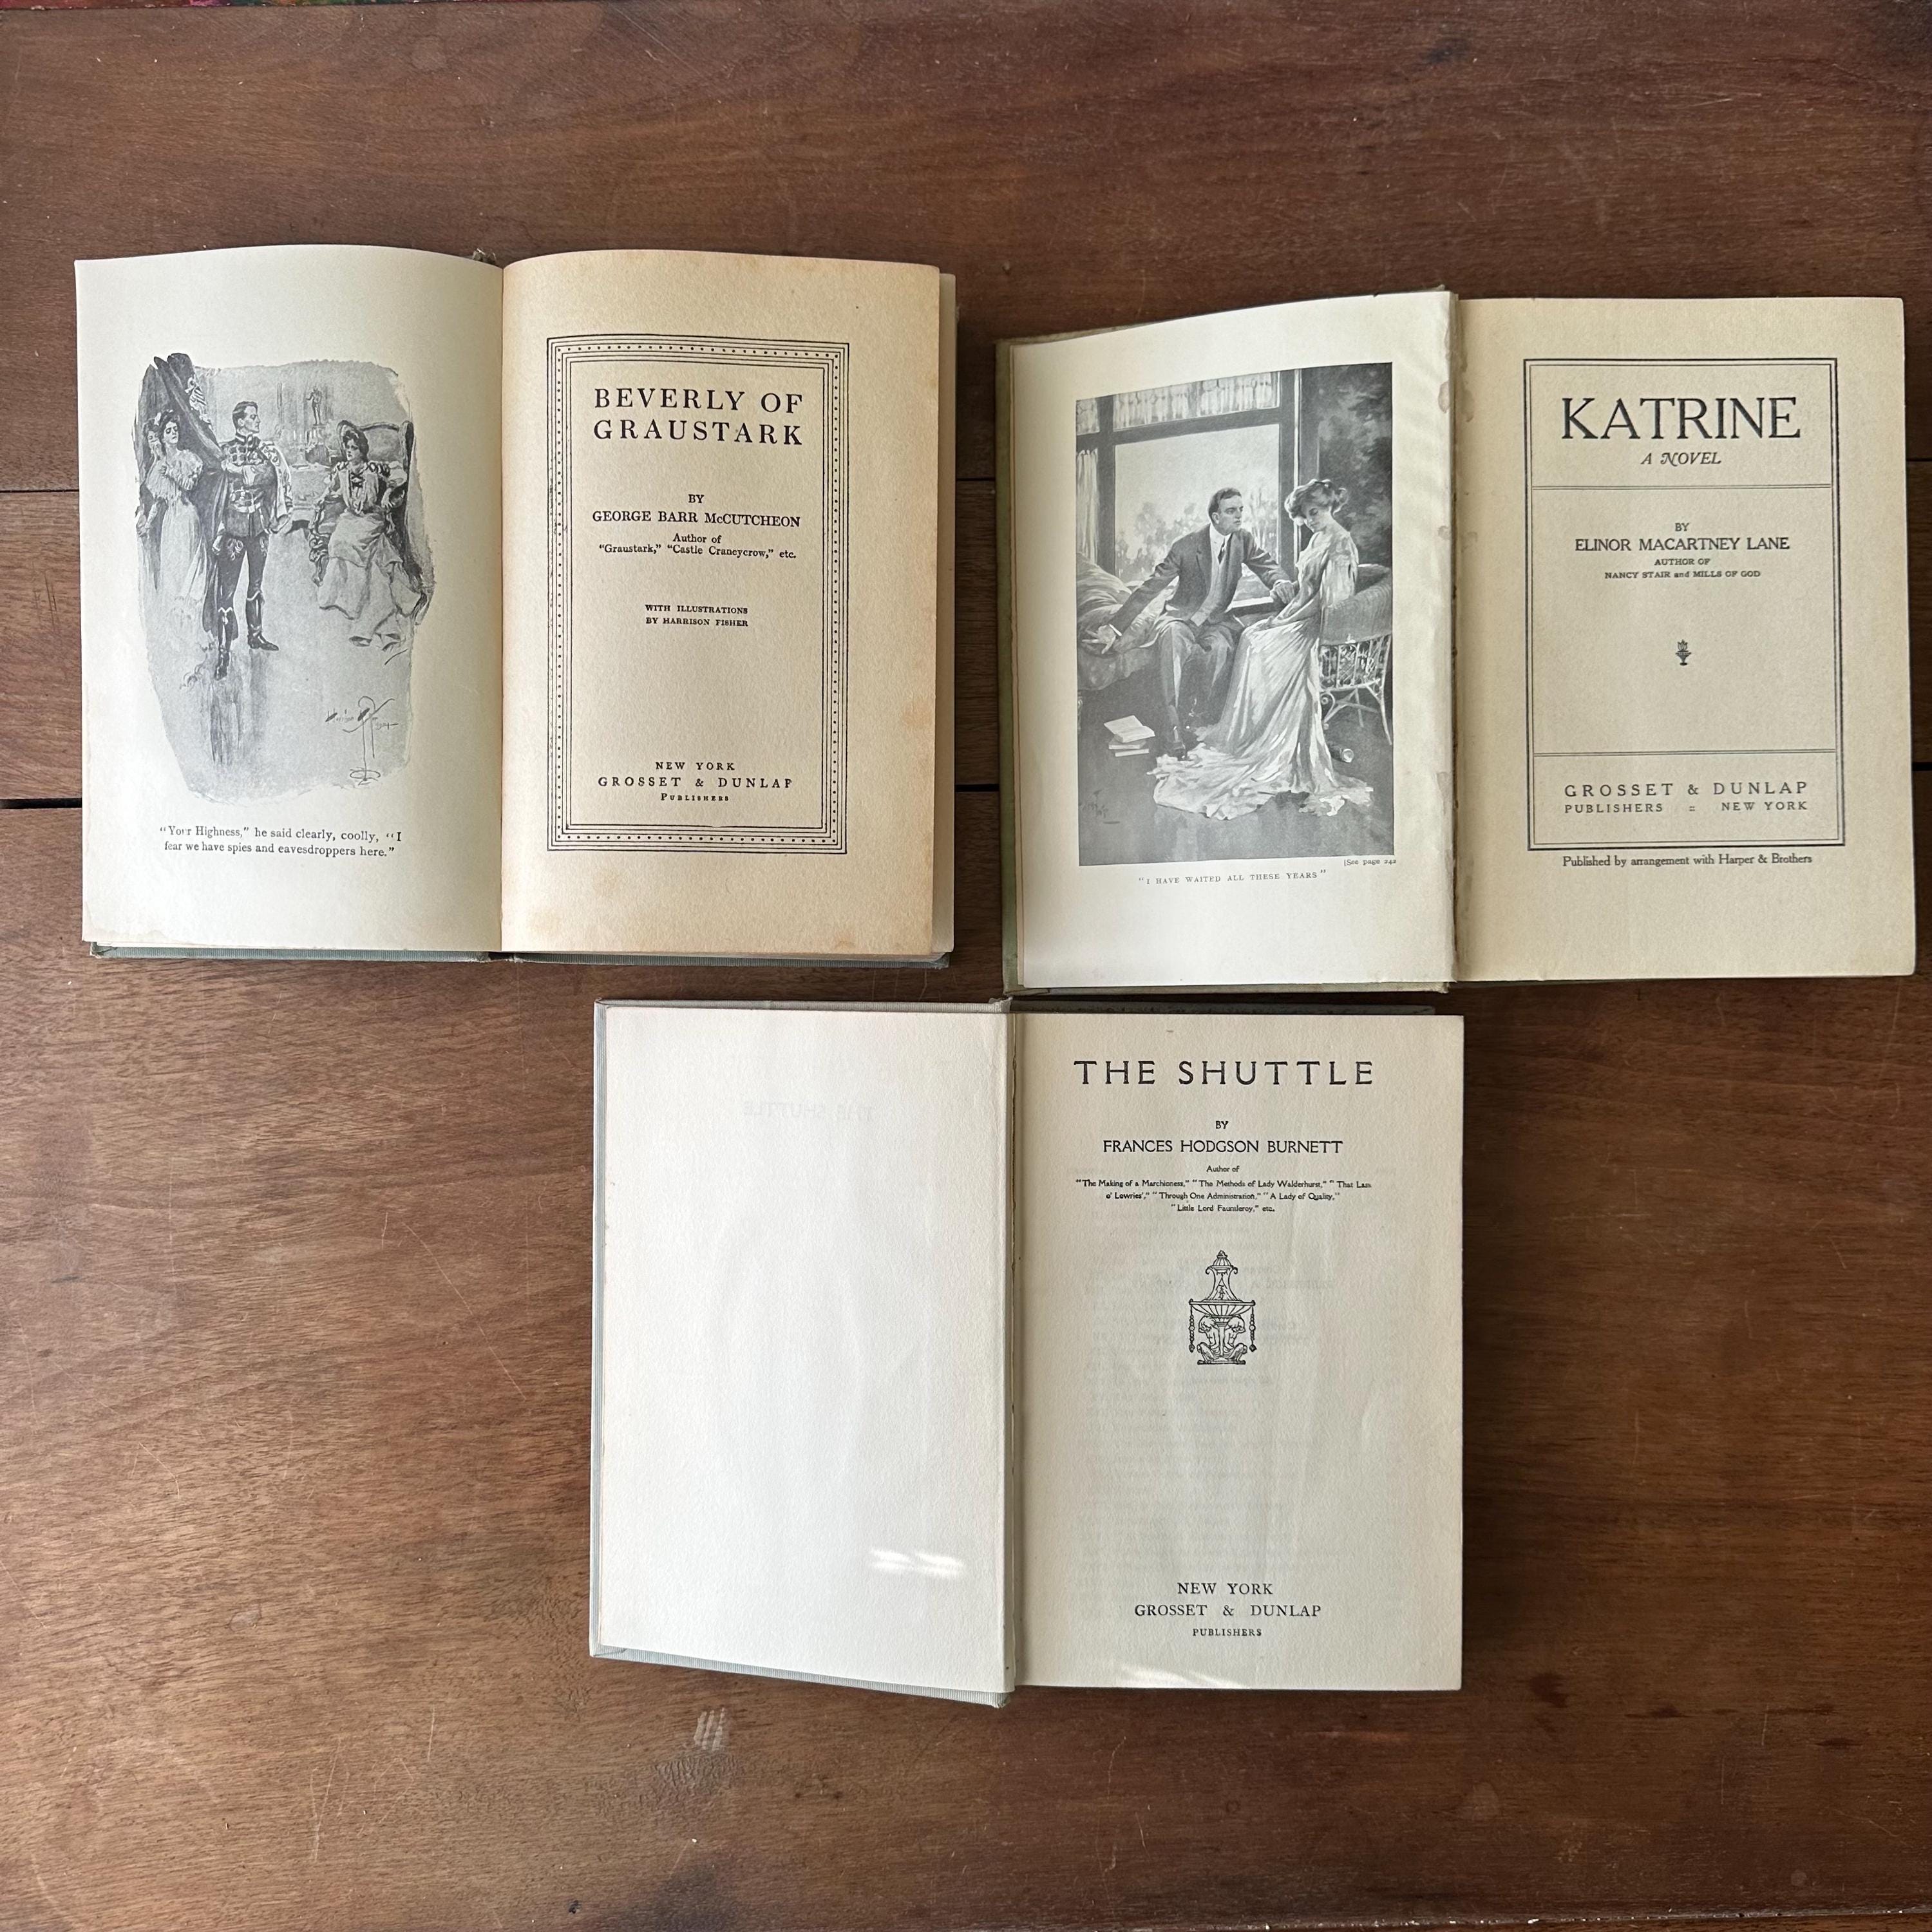 "Your Highness," he said clearly, coolly, "I
fear we have spies and eavesdroppers here."
BEVERLY OF
GRAUSTARK
BY
GEORGE BARR McCUTCHEON
Author of
"Graustark," "Castle Craneycrow," etc.
WITH ILLUSTRATIONS
BY HARRISON FISHER
NEW YORK
GROSSET & DUNLAP
PUBLISHERS
[See page 242
"I HAVE WAITED ALL THESE YEARS"
KATRINE
A NOVEL
BY
ELINOR MACARTNEY LANE
AUTHOR OF
NANCY STAIR and MILLS OF GOD
GROSSET & DUNLAP
PUBLISHERS = NEW YORK
Published by arrangement with Harper & Brothers
THE SHUTTLE
BY
FRANCES HODGSON BURNETT
Author of
"The Making of a Marchioness," "The Methods of Lady Walderhurst," "That Lass
o' Lowries'," "Through One Administration," "A Lady of Quality,"
"Little Lord Fauntleroy," etc.
NEW YORK
GROSSET & DUNLAP
PUBLISHERS